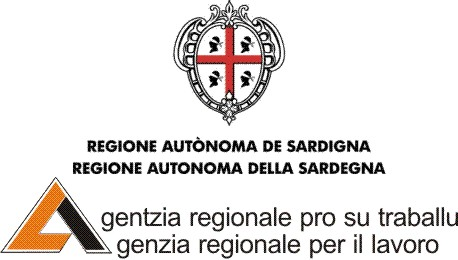 REGIONE AUTÒNOMA DE SARDIGNA
REGIONE AUTONOMA DELLA SARDEGNA
Agentzia regionale pro su traballu
Agenzia regionale per il lavoro